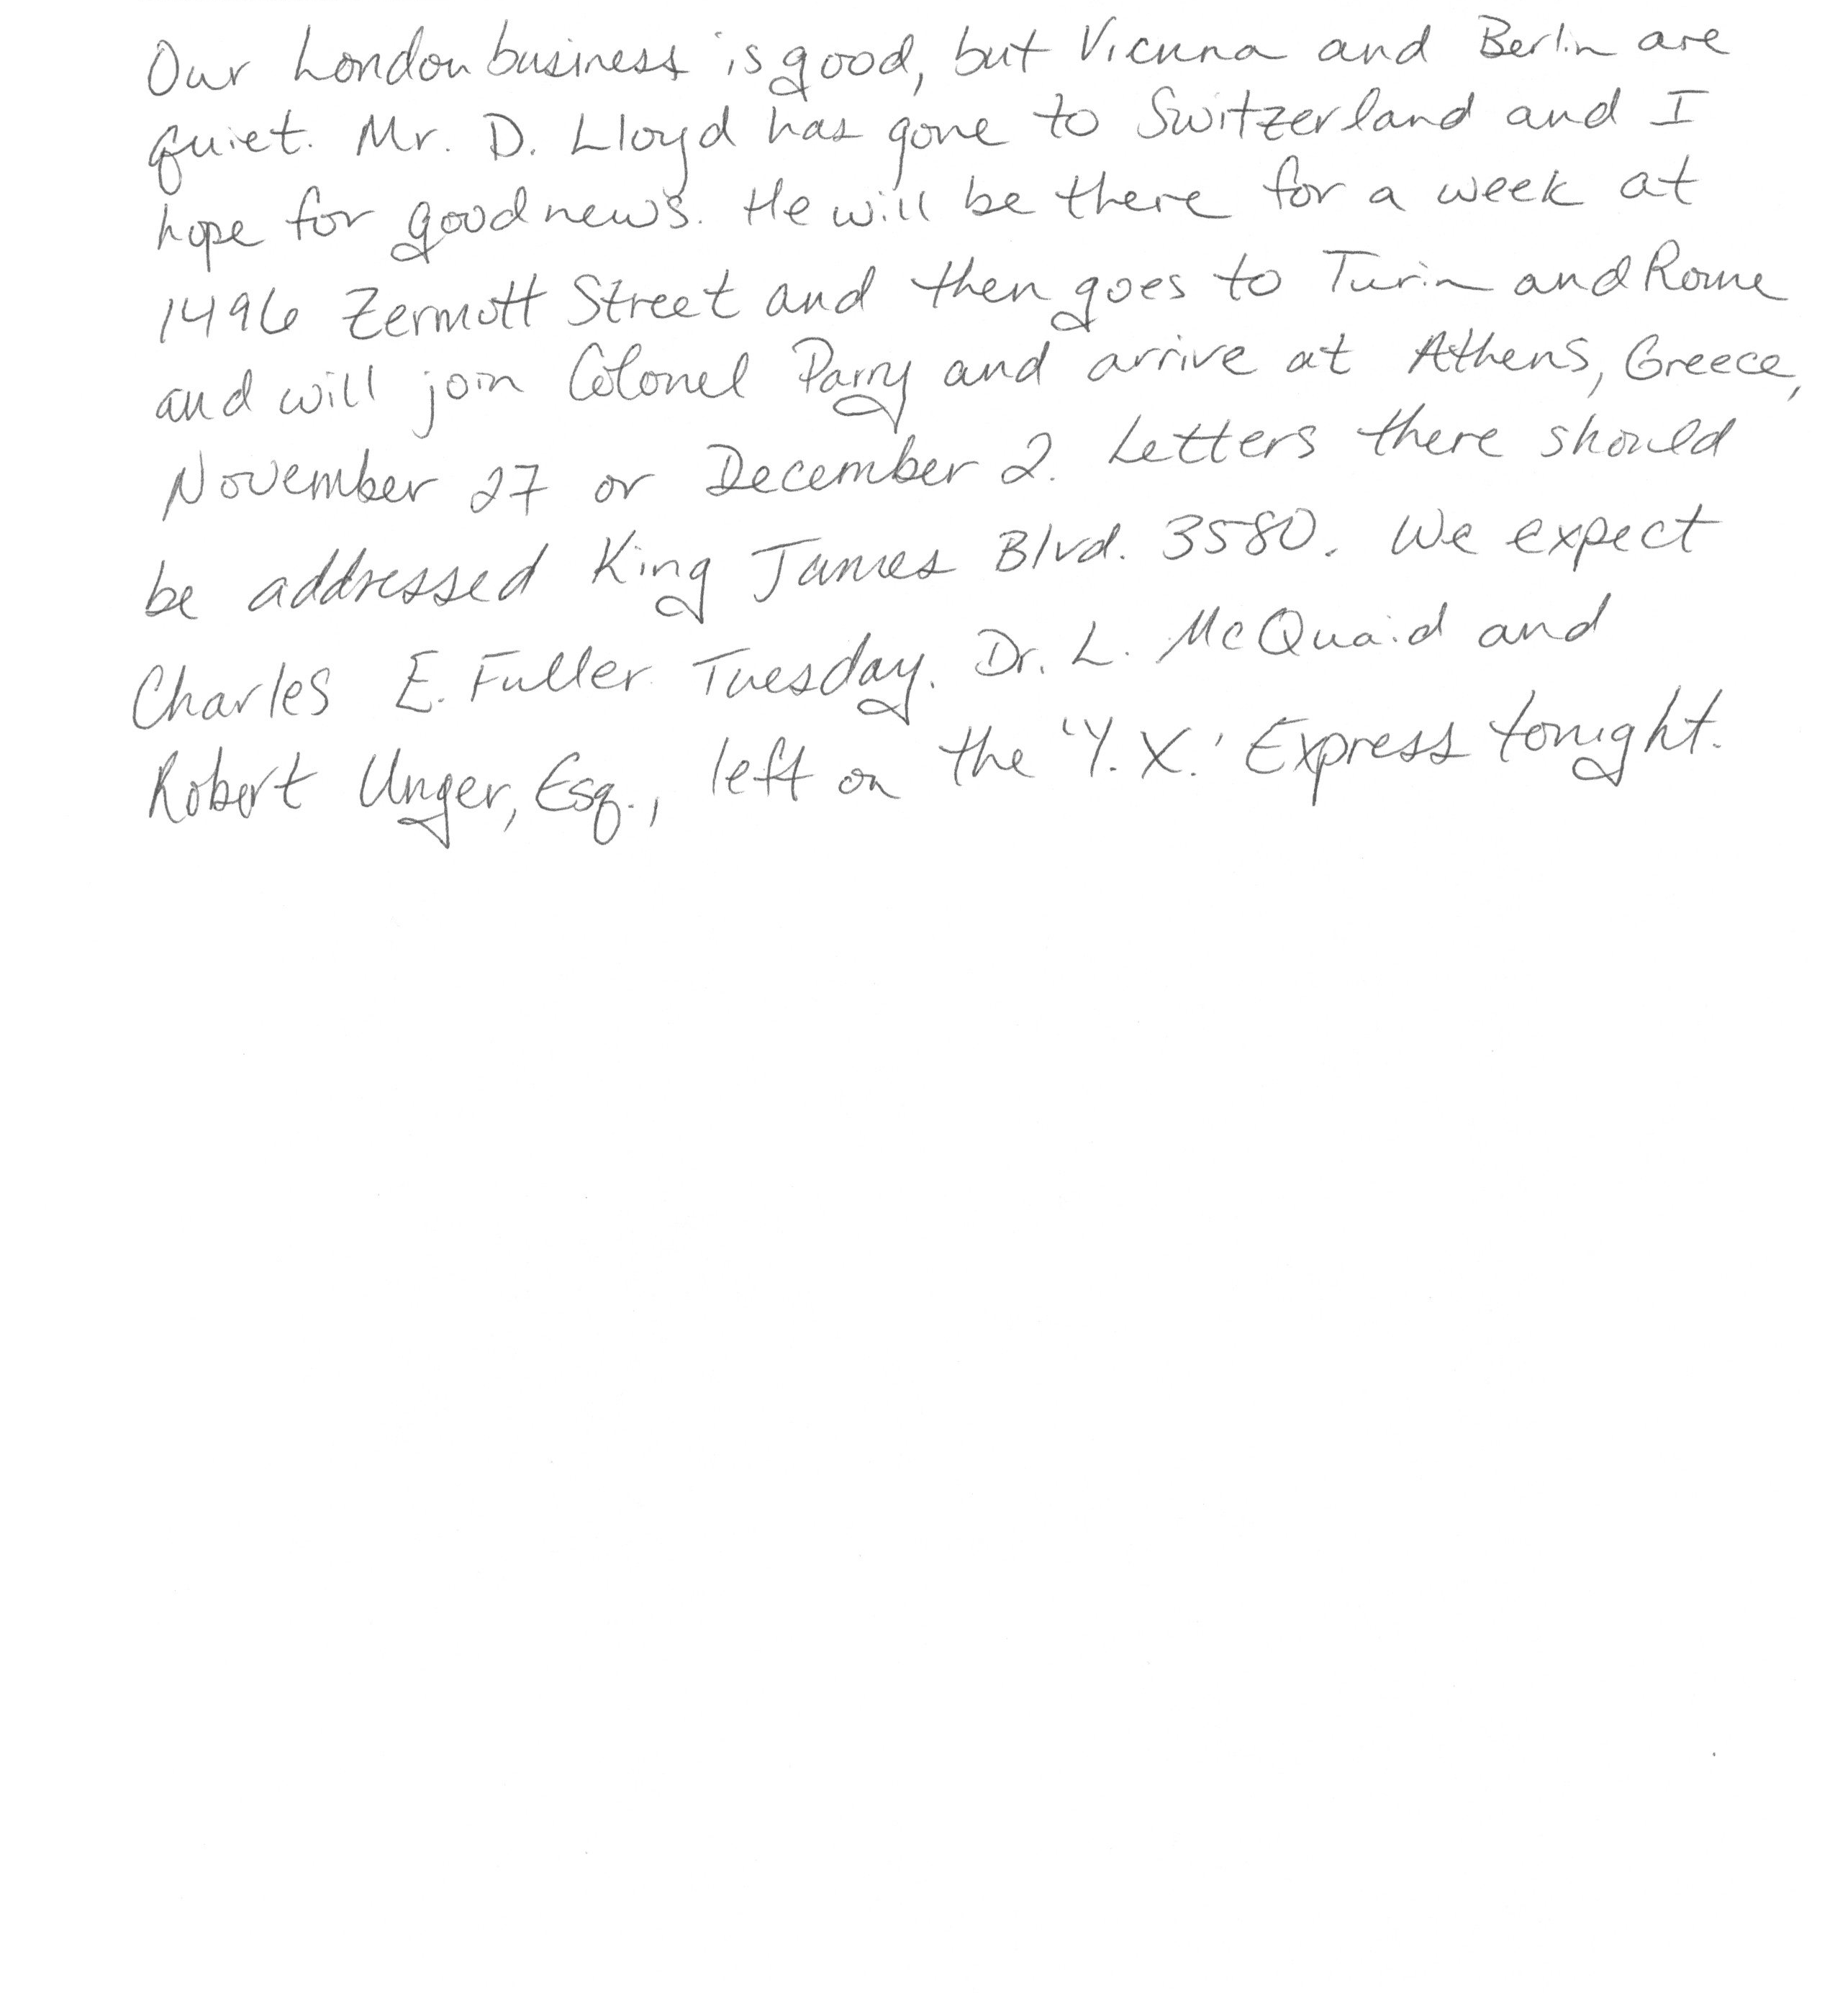 Our London business is good, but Vienna and Berlin are
quiet. Mr. D. Lloyd has gone to Switzerland and I
hope for good news. He will be there for a week at
1496 Zermott Street and then goes to Turin and Rome
and will join Colonel Parry and arrive at Athens, Greece,
November 27 or December 2. Letters there should
be addressed King James Blvd. 3580. We expect
Charles E. Fuller Tuesday. Dr. L. McQuaid and
Robert Unger, Esq., left on the 'Y.X.' Express tonight.